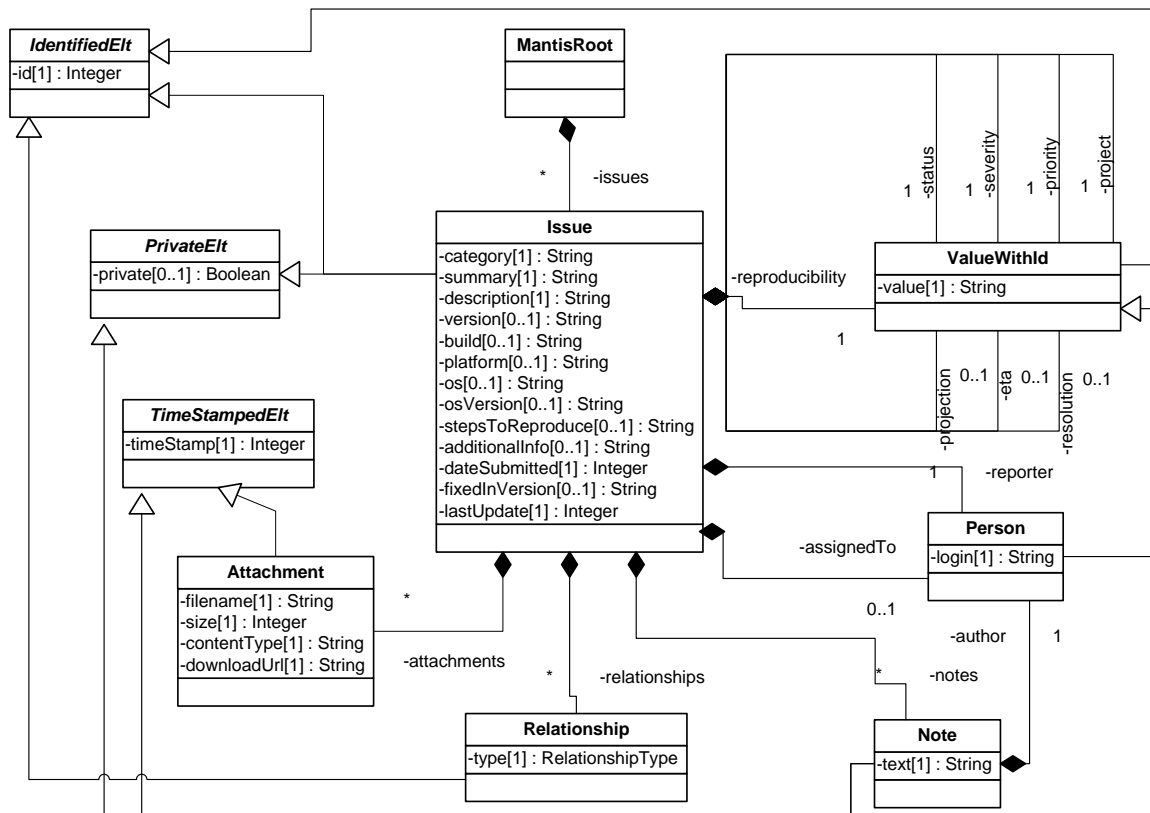 IdentifiedElt
-id[1] : Integer
MantisRoot
*
-issues
-status
-severity
-priority
-project
1
1
1
1
PrivateElt
-private[0..1] : Boolean
Issue
-category[1] : String
-summary[1] : String
-description[1] : String
-version[0..1] : String
-build[0..1] : String
-platform[0..1] : String
-os[0..1] : String
-osVersion[0..1] : String
-stepsToReproduce[0..1] : String
-additionalInfo[0..1] : String
-dateSubmitted[1] : Integer
-fixedInVersion[0..1] : String
-lastUpdate[1] : Integer
-reproducibility
1
ValueWithId
-value[1] : String
-projection
0..1
-eta
0..1
-resolution
0..1
TimeStampedElt
-timeStamp[1] : Integer
1
-reporter
Person
-login[1] : String
-assignedTo
0..1
Attachment
-filename[1] : String
-size[1] : Integer
-contentType[1] : String
-downloadUrl[1] : String
*
-attachments
-author
1
*
-relationships
*
-notes
Relationship
-type[1] : RelationshipType
Note
-text[1] : String